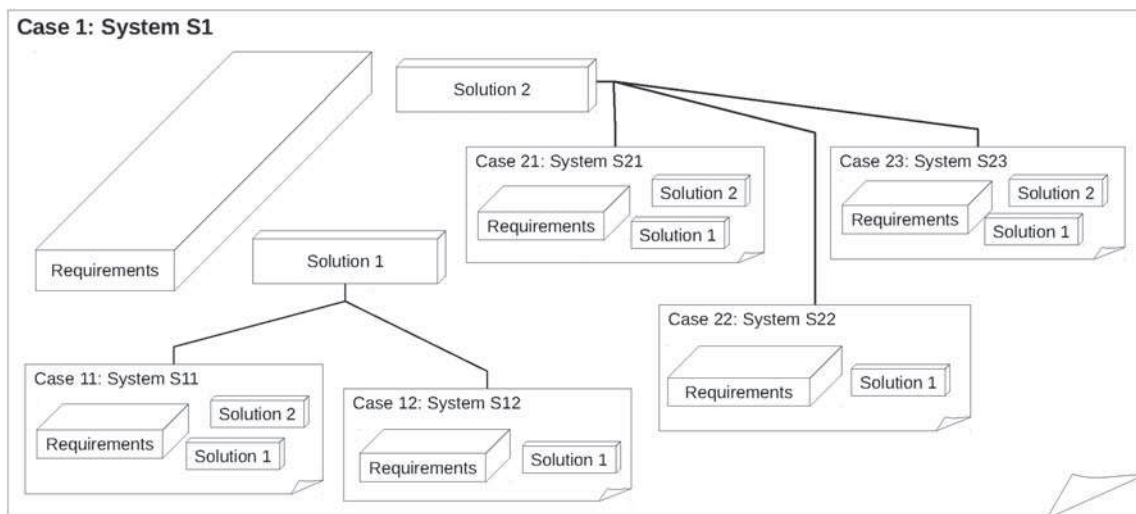 Case 1: System S1
Solution 2
Case 21: System S21
Solution 2
Requirements
Solution 1
Case 23: System S23
Solution 2
Requirements
Solution 1
Requirements
Solution 1
Case 22: System S22
Requirements
Solution 1
Case 11: System S11
Solution 2
Requirements
Solution 1
Case 12: System S12
Requirements
Solution 1